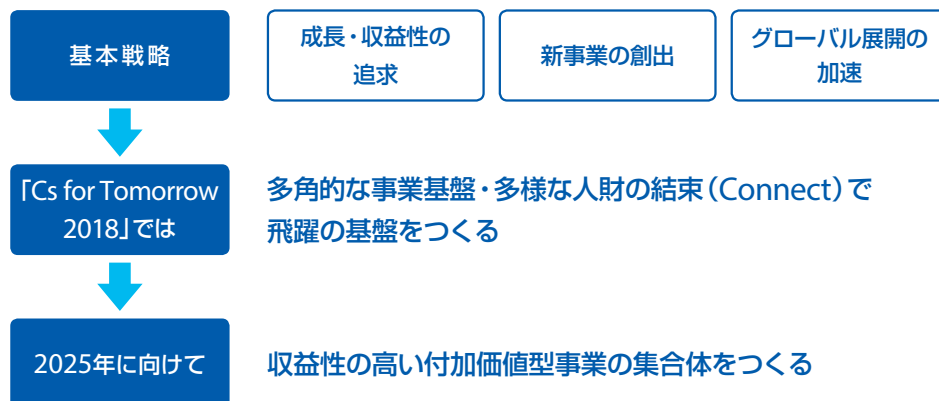 基本戦略
成長・収益性の
追求
新事業の創出
グローバル展開の
加速
「Cs for Tomorrow
2018」では
多角的な事業基盤・多様な人財の結束(Connect)で
飛躍の基盤をつくる
2025年に向けて
収益性の高い付加価値型事業の集合体をつくる